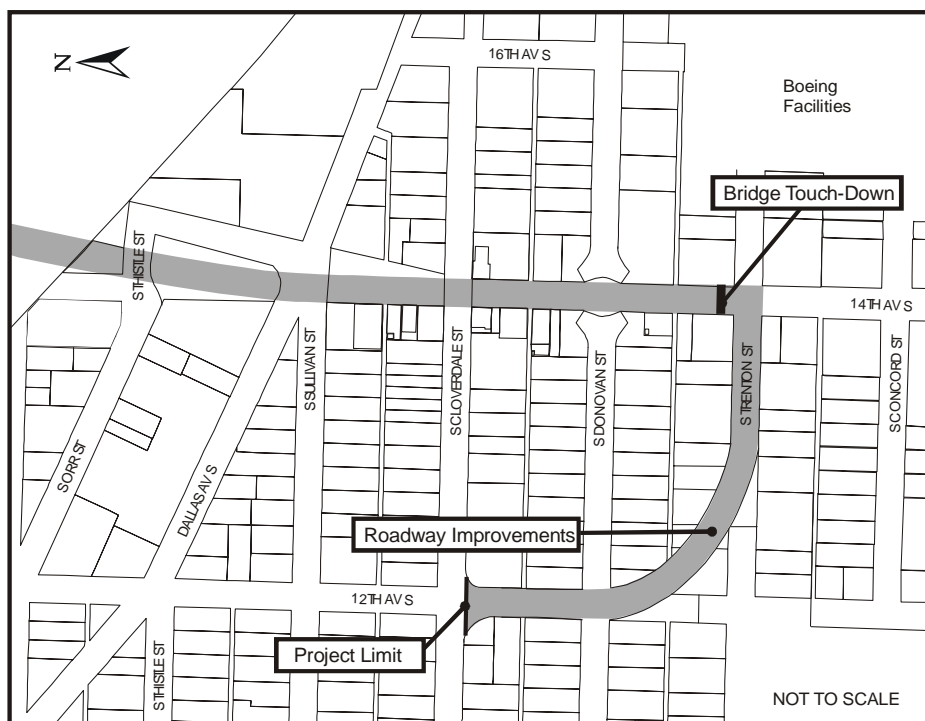 N
16TH AV S
Boeing
Facilities
Bridge Touch-Down
S THISTLE ST
14TH AV S
S SULLIVAN ST
S CLOVERDALE ST
S DONOVAN ST
S TRENTON ST
S CONCORD ST
S ORR ST
DALLAS AV S
Roadway Improvements
12TH AV S
Project Limit
S THISTLE ST
NOT TO SCALE